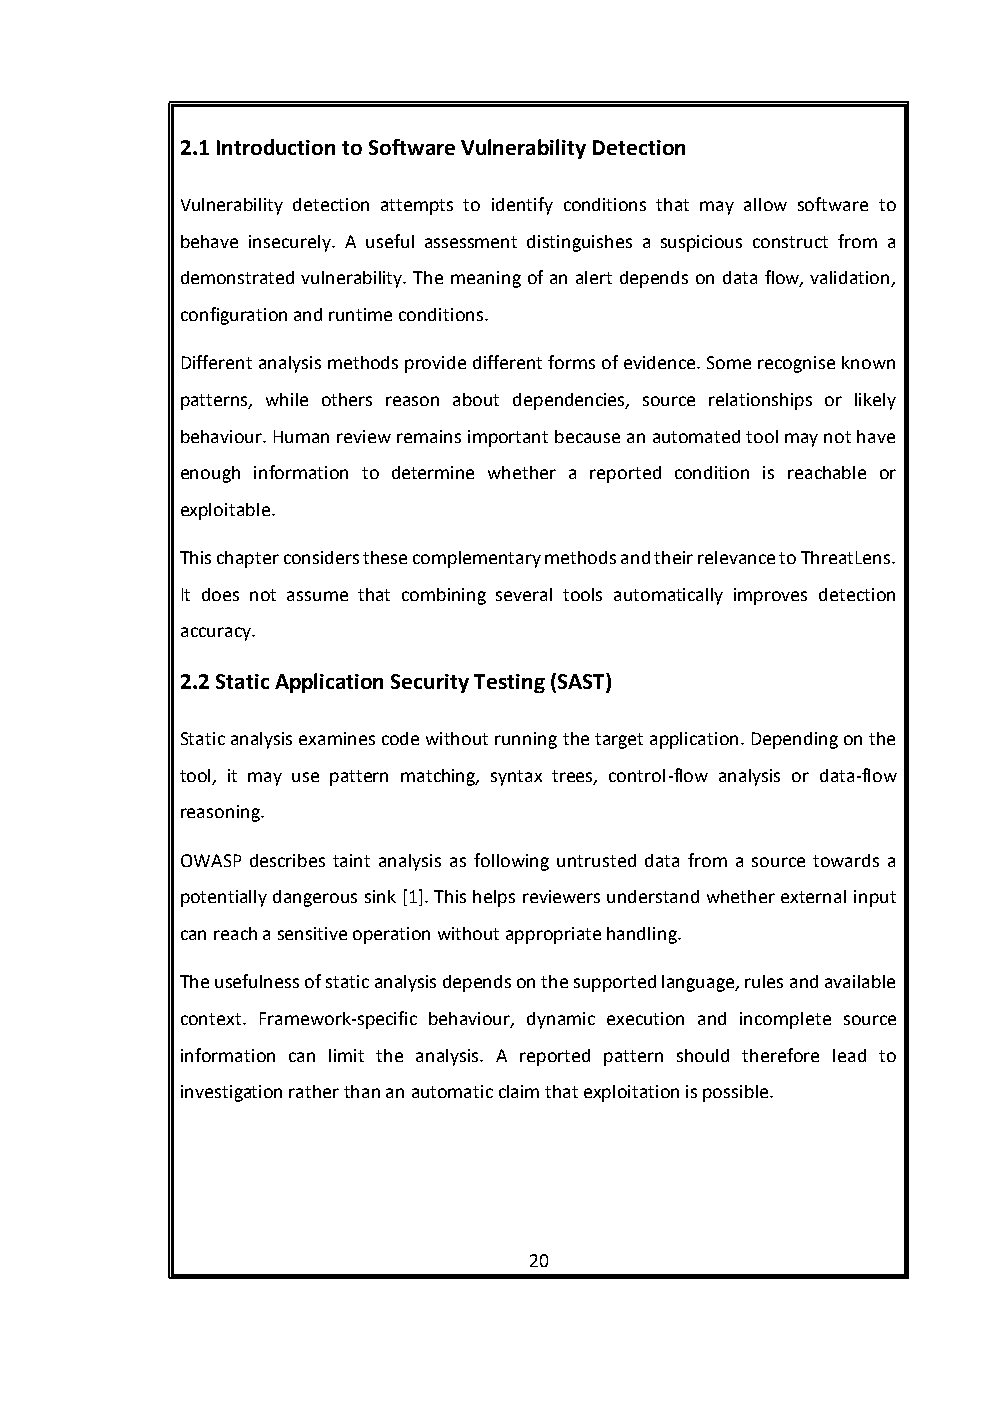 2.1 Introduction to Software Vulnerability Detection
Vulnerability detection attempts to identify conditions that may allow software to
behave insecurely. A useful assessment distinguishes a suspicious construct from a
demonstrated vulnerability. The meaning of an alert depends on data flow, validation,
configuration and runtime conditions.
Different analysis methods provide different forms of evidence. Some recognise known
patterns, while others reason about dependencies, source relationships or likely
behaviour. Human review remains important because an automated tool may not have
enough information to determine whether a reported condition is reachable or
exploitable.
This chapter considers these complementary methods and their relevance to ThreatLens.
It does not assume that combining several tools automatically improves detection
accuracy.
2.2 Static Application Security Testing (SAST)
Static analysis examines code without running the target application. Depending on the
tool, it may use pattern matching, syntax trees, control-flow analysis or data-flow
reasoning.
OWASP describes taint analysis as following untrusted data from a source towards a
potentially dangerous sink [1]. This helps reviewers understand whether external input
can reach a sensitive operation without appropriate handling.
The usefulness of static analysis depends on the supported language, rules and available
context. Framework-specific behaviour, dynamic execution and incomplete source
information can limit the analysis. A reported pattern should therefore lead to
investigation rather than an automatic claim that exploitation is possible.
20